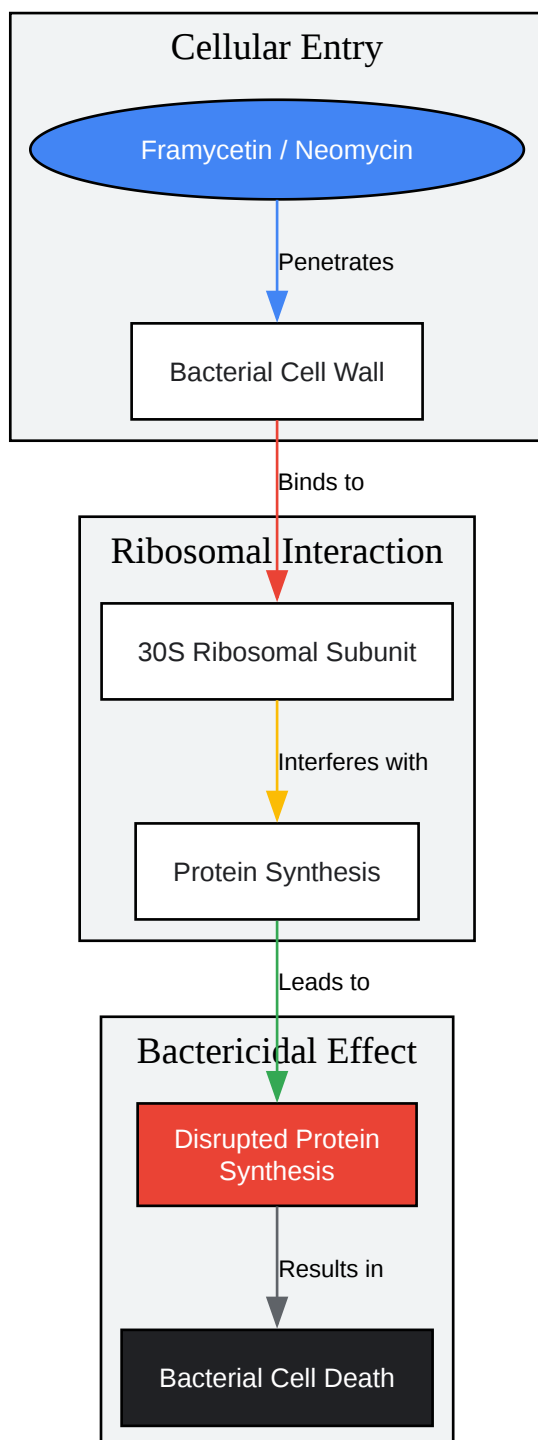 Cellular Entry
Framycetin / Neomycin
Penetrates
Bacterial Cell Wall
Binds to
Ribosomal Interaction
30S Ribosomal Subunit
Interferes with
Protein Synthesis
Leads to
Bactericidal Effect
Disrupted Protein
Synthesis
Results in
Bacterial Cell Death